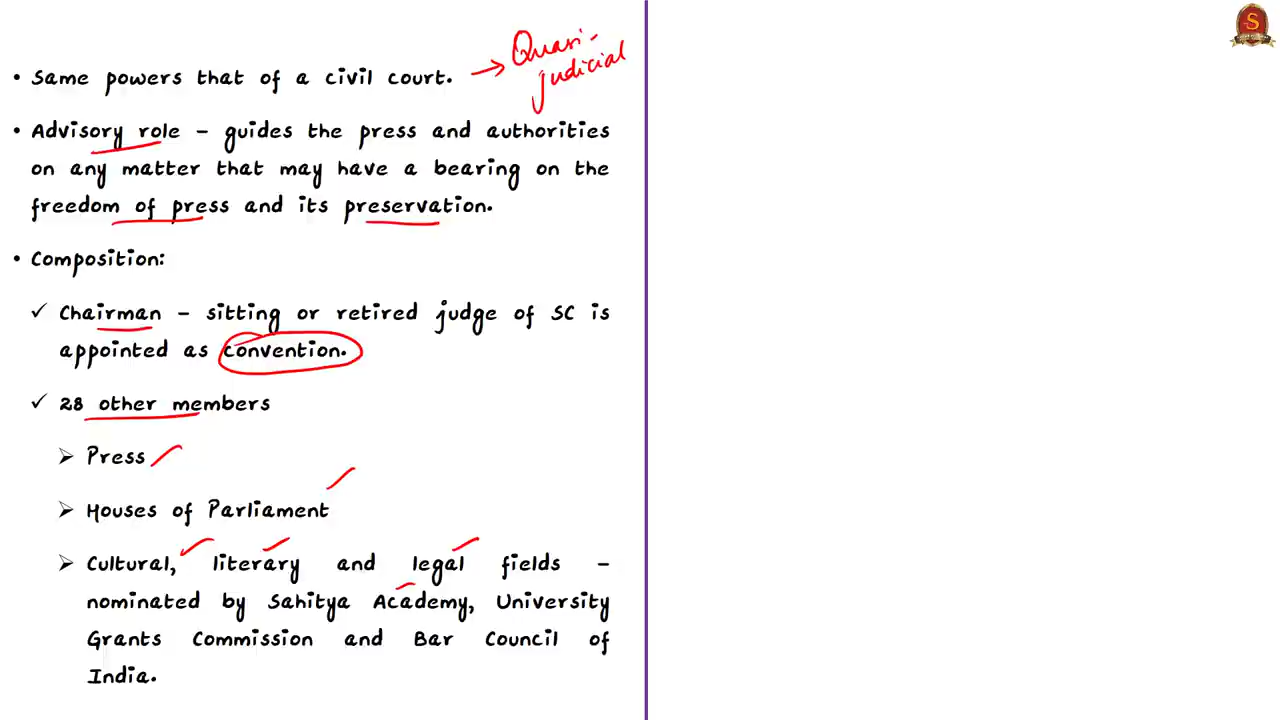 • Same powers that of a civil court. → Quasi-
judicial
• Advisory role – guides the press and authorities
on any matter that may have a bearing on the
freedom of press and its preservation.
• Composition:
✓ Chairman – sitting or retired judge of SC is
appointed as convention.
✓ 28 other members
➢ Press
➢ Houses of Parliament
➢ Cultural, literary and legal fields –
nominated by Sahitya Academy, University
Grants Commission and Bar Council of
India.
S